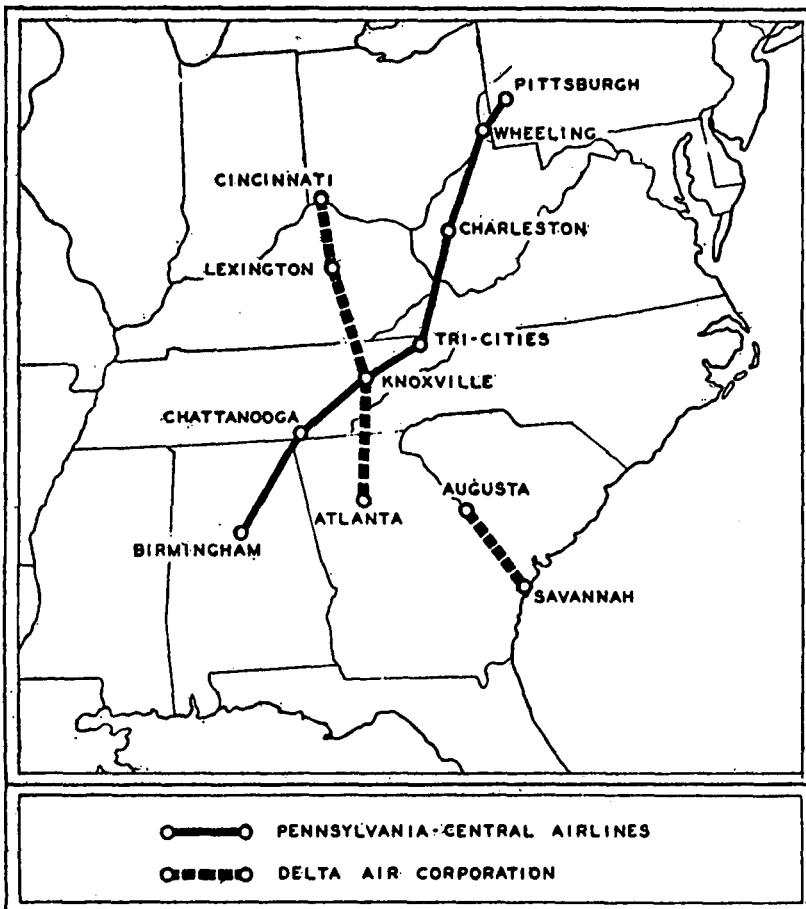 PITTSBURGH
WHEELING
CINCINNATI
CHARLESTON
LEXINGTON
TRI-CITIES
KNOXVILLE
CHATTANOOGA
AUGUSTA
ATLANTA
BIRMINGHAM
SAVANNAH
PENNSYLVANIA-CENTRAL AIRLINES
DELTA AIR CORPORATION